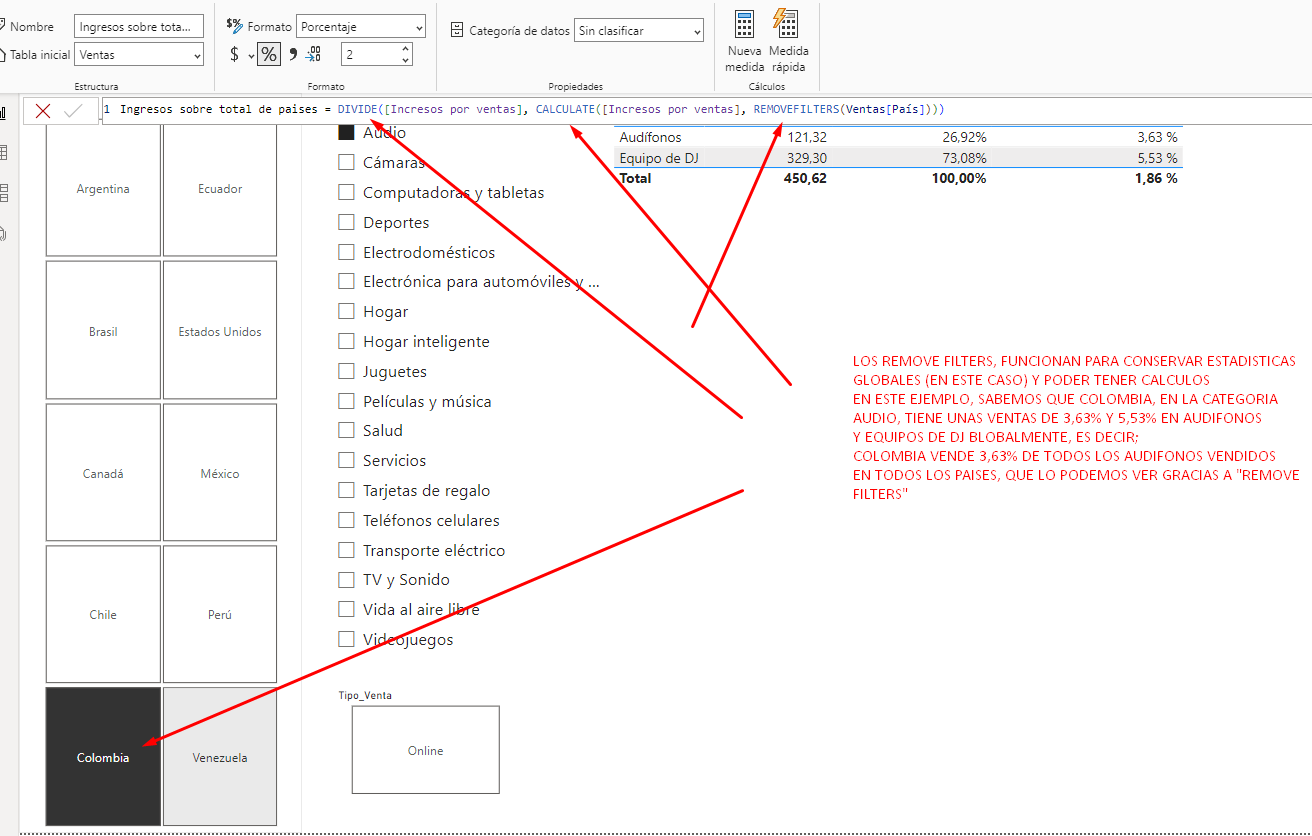 Nombre
Ingresos sobre tota...
Formato
Porcentaje
Categoría de datos
Sin clasificar
Nueva medida
Medida rápida
Tabla inicial
Ventas
$
%
2
Estructura
Formato
Propiedades
Cálculos
1 Ingresos sobre total de paises = DIVIDE([Incresos por ventas], CALCULATE([Incresos por ventas], REMOVEFILTERS(Ventas[País])))
Argentina
Ecuador
Brasil
Estados Unidos
Canadá
México
Chile
Perú
Colombia
Venezuela
Audio
Cámaras
Computadoras y tabletas
Deportes
Electrodomésticos
Electrónica para automóviles y ...
Hogar
Hogar inteligente
Juguetes
Películas y música
Salud
Servicios
Tarjetas de regalo
Teléfonos celulares
Transporte eléctrico
TV y Sonido
Vida al aire libre
Videojuegos
Tipo_Venta
Online
Audífonos 121,32 26,92% 3,63 %
Equipo de DJ 329,30 73,08% 5,53 %
Total 450,62 100,00% 1,86 %
LOS REMOVE FILTERS, FUNCIONAN PARA CONSERVAR ESTADISTICAS
GLOBALES (EN ESTE CASO) Y PODER TENER CALCULOS
EN ESTE EJEMPLO, SABEMOS QUE COLOMBIA, EN LA CATEGORIA
AUDIO, TIENE UNAS VENTAS DE 3,63% Y 5,53% EN AUDIFONOS
Y EQUIPOS DE DJ BLOBALMENTE, ES DECIR;
COLOMBIA VENDE 3,63% DE TODOS LOS AUDIFONOS VENDIDOS
EN TODOS LOS PAISES, QUE LO PODEMOS VER GRACIAS A "REMOVE
FILTERS"